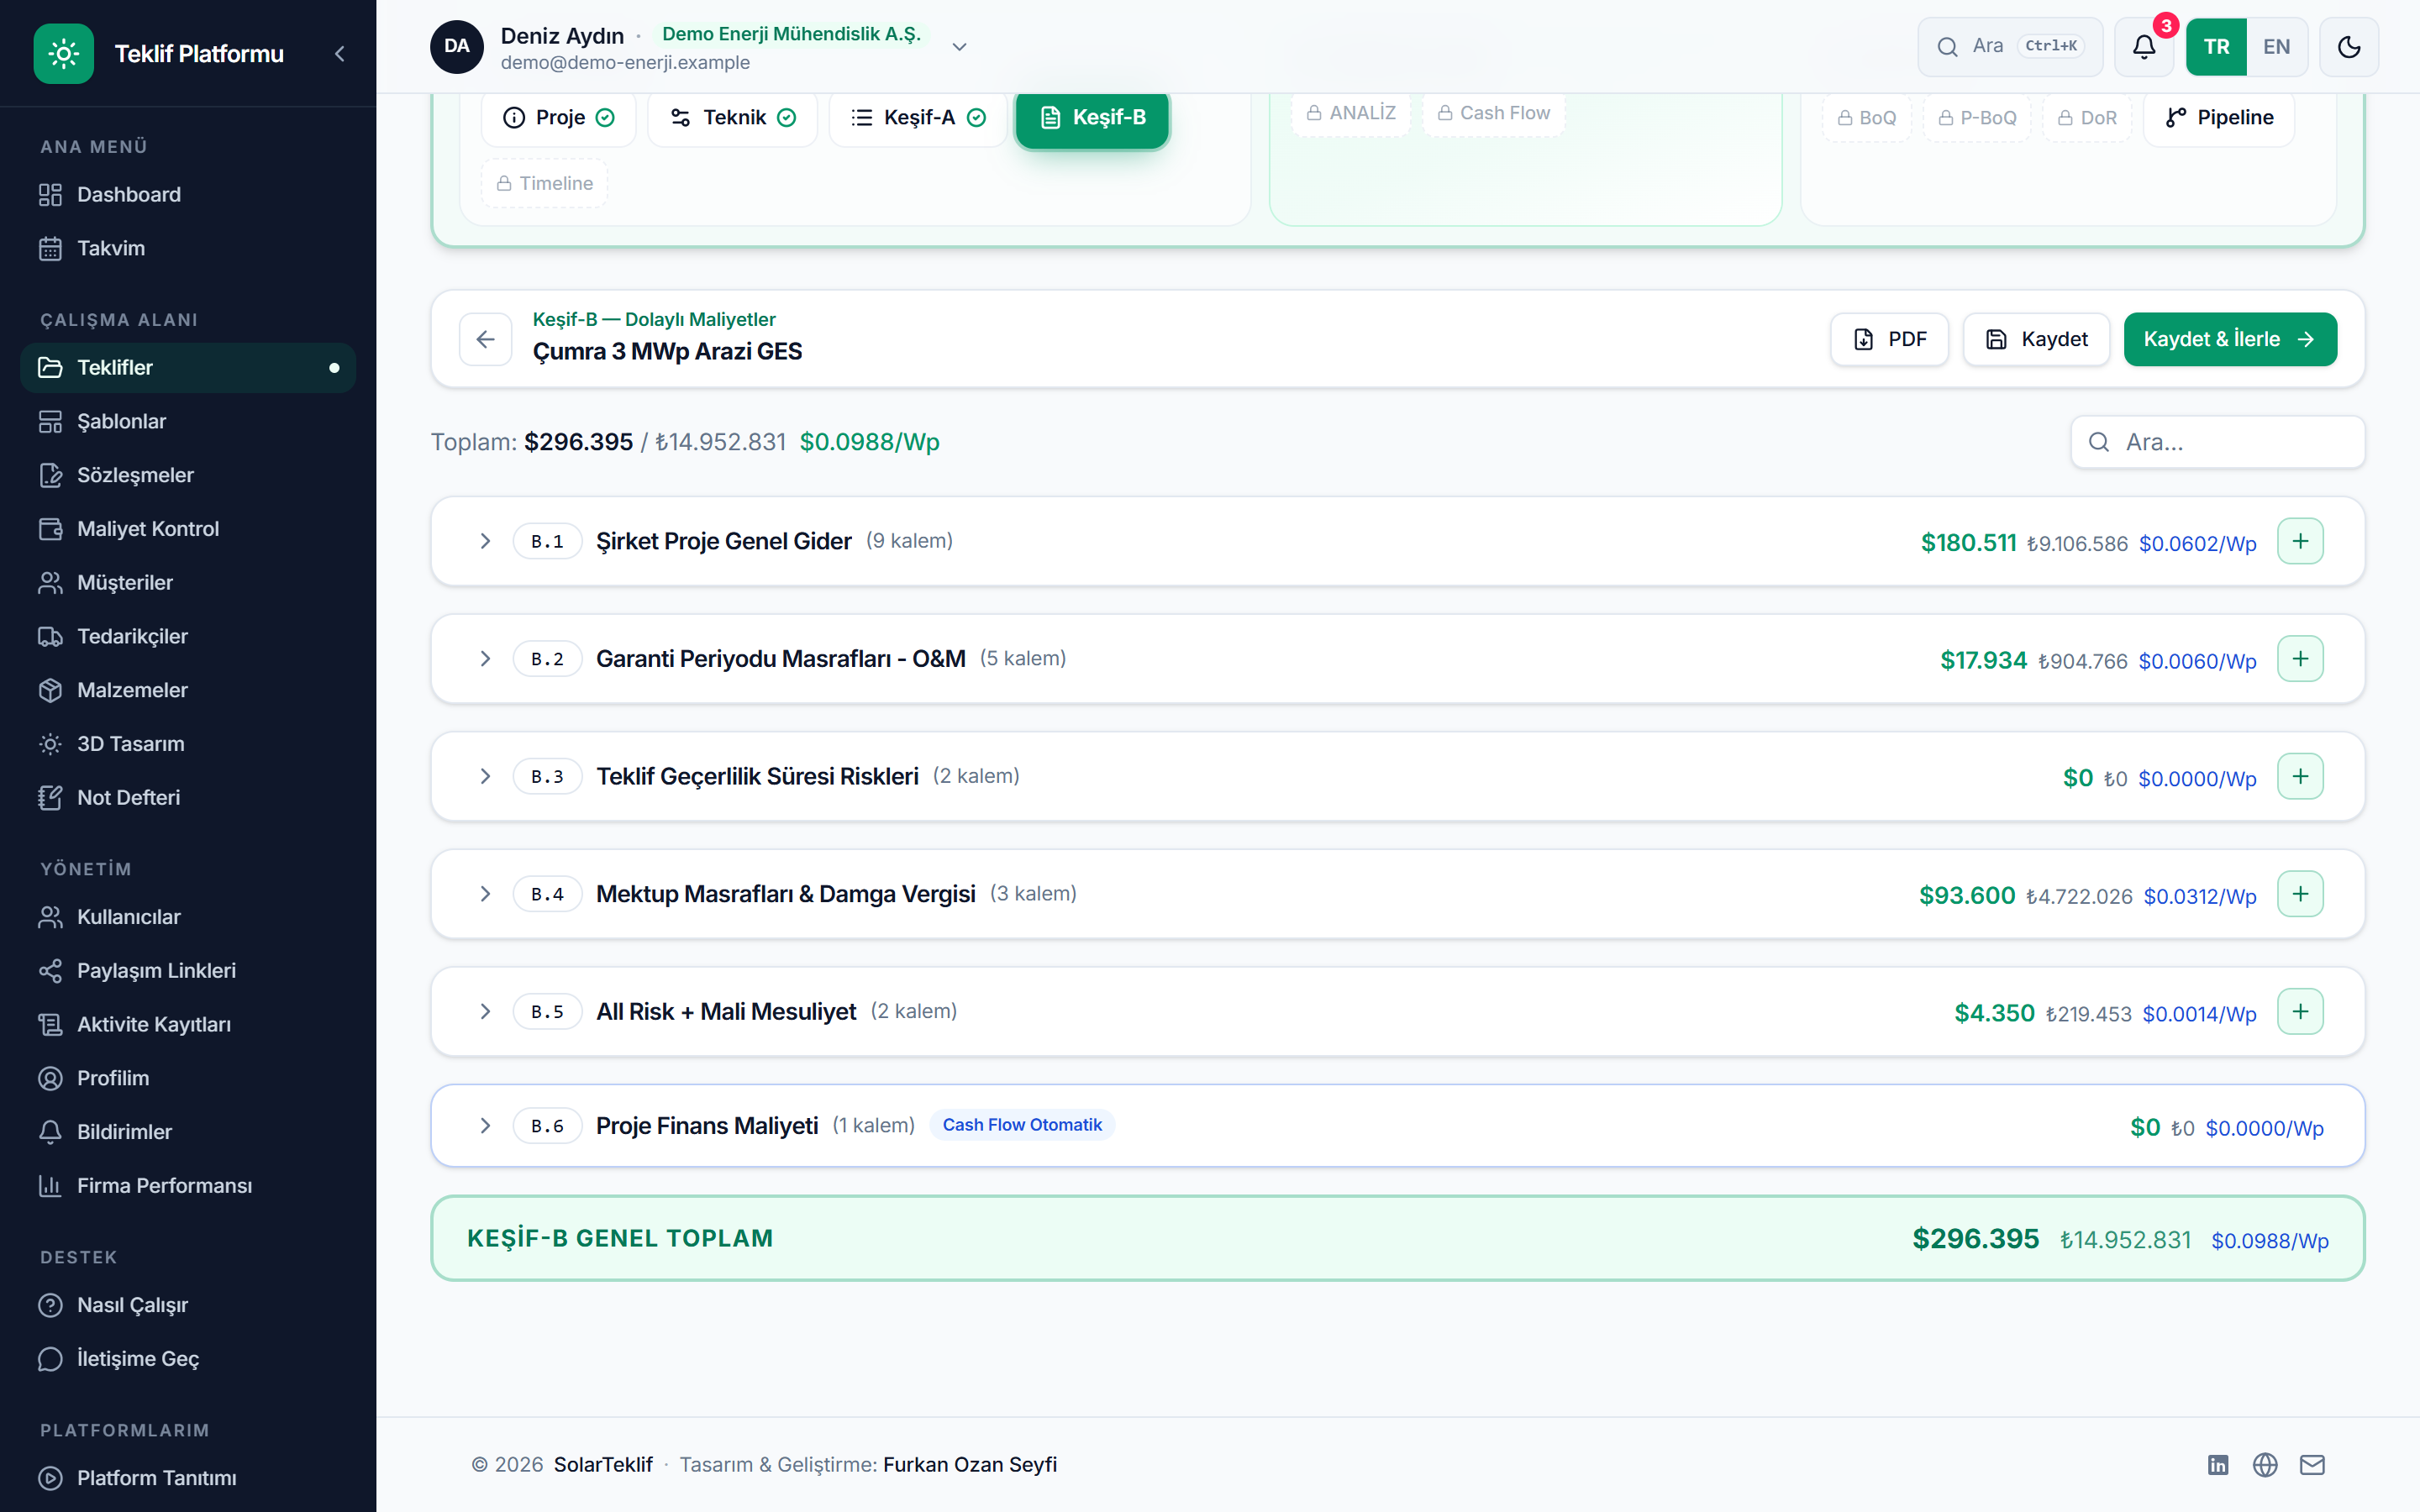 Teklif Platformu
ANA MENÜ
Dashboard
Takvim
ÇALIŞMA ALANI
Teklifler
Şablonlar
Sözleşmeler
Maliyet Kontrol
Müşteriler
Tedarikçiler
Malzemeler
3D Tasarım
Not Defteri
YÖNETİM
Kullanıcılar
Paylaşım Linkleri
Aktivite Kayıtları
Profilim
Bildirimler
Firma Performansı
DESTEK
Nasıl Çalışır
İletişime Geç
PLATFORMLARIM
Platform Tanıtımı
DA Deniz Aydın · Demo Enerji Mühendislik A.Ş.
demo@demo-enerji.example
Ara Ctrl+K 3 TR EN
Proje Teknik Keşif-A Keşif-B
Timeline
ANALİZ Cash Flow
BoQ P-BoQ DoR Pipeline
Keşif-B — Dolaylı Maliyetler
Çumra 3 MWp Arazi GES
PDF Kaydet Kaydet & İlerle
Toplam: $296.395 / ₺14.952.831 $0.0988/Wp
Ara...
B.1 Şirket Proje Genel Gider (9 kalem) $180.511 ₺9.106.586 $0.0602/Wp
B.2 Garanti Periyodu Masrafları - O&M (5 kalem) $17.934 ₺904.766 $0.0060/Wp
B.3 Teklif Geçerlilik Süresi Riskleri (2 kalem) $0 ₺0 $0.0000/Wp
B.4 Mektup Masrafları & Damga Vergisi (3 kalem) $93.600 ₺4.722.026 $0.0312/Wp
B.5 All Risk + Mali Mesuliyet (2 kalem) $4.350 ₺219.453 $0.0014/Wp
B.6 Proje Finans Maliyeti (1 kalem) Cash Flow Otomatik $0 ₺0 $0.0000/Wp
KEŞİF-B GENEL TOPLAM $296.395 ₺14.952.831 $0.0988/Wp
© 2026 SolarTeklif · Tasarım & Geliştirme: Furkan Ozan Seyfi